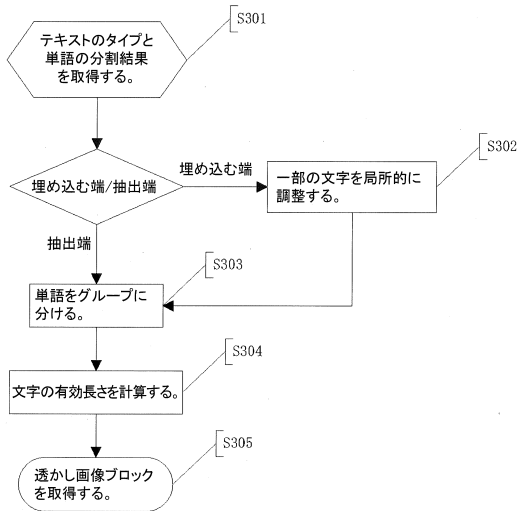 テキストのタイプと
単語の分割結果
を取得する。
S301
埋め込む端/抽出端
埋め込む端
一部の文字を局所的に
調整する。
S302
抽出端
単語をグループに
分ける。
S303
文字の有効長さを計算する。
S304
透かし画像ブロック
を取得する。
S305